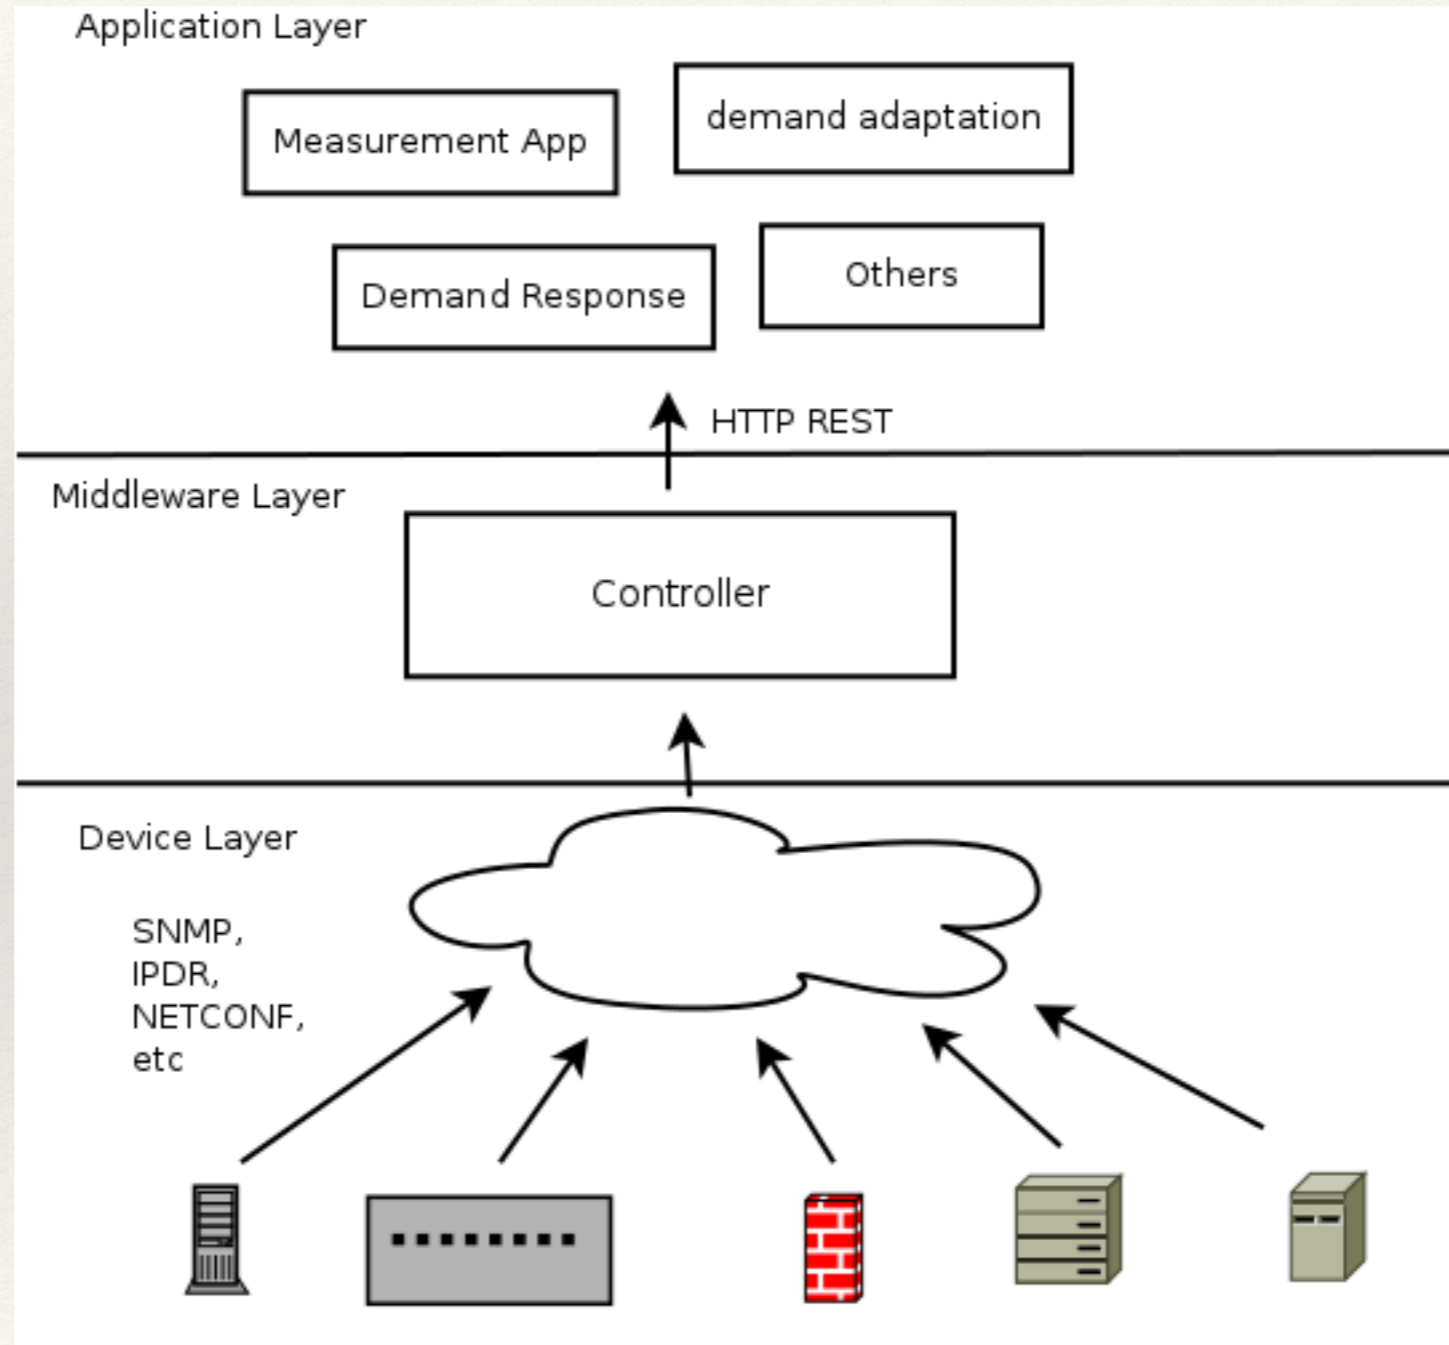 Application Layer
Measurement App
demand adaptation
Demand Response
Others
HTTP REST
Middleware Layer
Controller
Device Layer
SNMP,
IPDR,
NETCONF,
etc